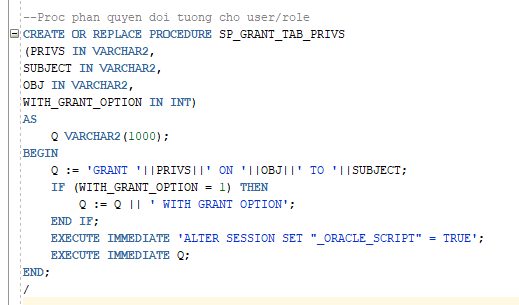 --Proc phan quyen doi tuong cho user/role
CREATE OR REPLACE PROCEDURE SP_GRANT_TAB_PRIVS
(PRIVS IN VARCHAR2,
SUBJECT IN VARCHAR2,
OBJ IN VARCHAR2,
WITH_GRANT_OPTION IN INT)
AS
    Q VARCHAR2(1000);
BEGIN
    Q := 'GRANT '||PRIVS||' ON '||OBJ||' TO '||SUBJECT;
    IF (WITH_GRANT_OPTION = 1) THEN
        Q := Q || ' WITH GRANT OPTION';
    END IF;
    EXECUTE IMMEDIATE 'ALTER SESSION SET "_ORACLE_SCRIPT" = TRUE';
    EXECUTE IMMEDIATE Q;
END;
/